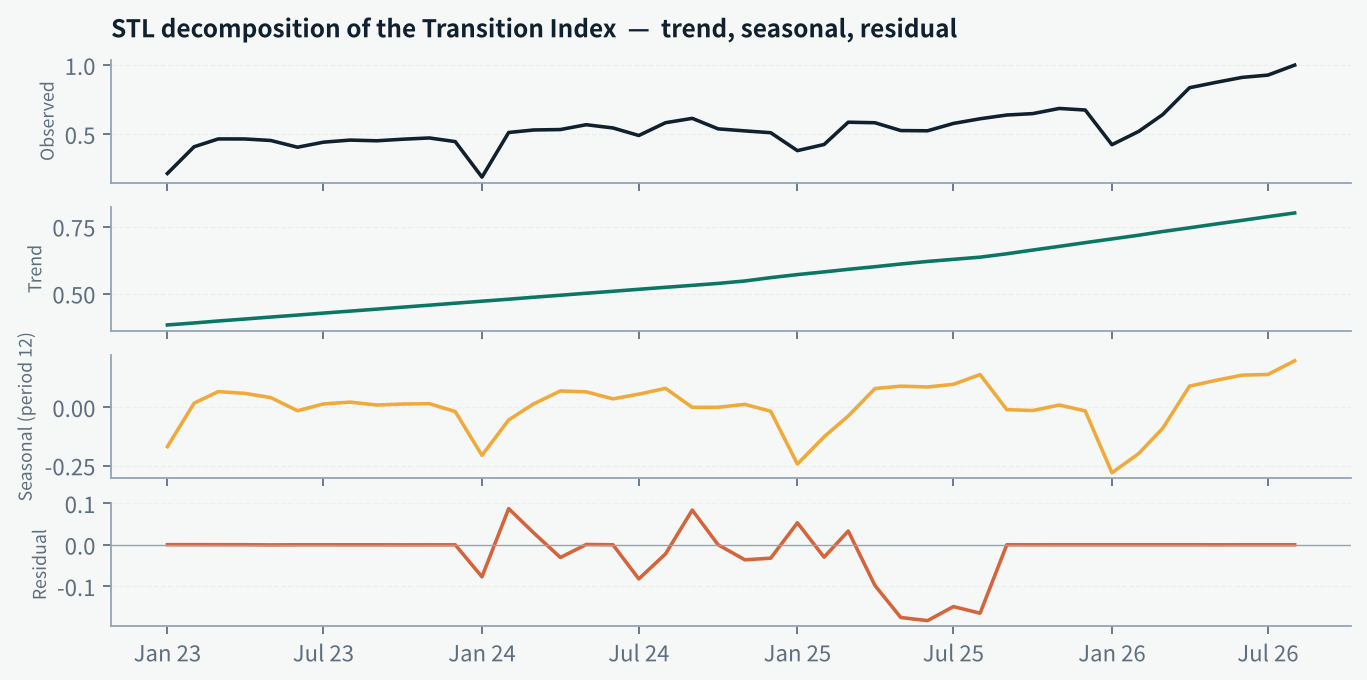 STL decomposition of the Transition Index — trend, seasonal, residual
Observed
1.0
0.5
Trend
0.75
0.50
Seasonal (period 12)
0.00
-0.25
Residual
0.1
0.0
-0.1
Jan 23 Jul 23 Jan 24 Jul 24 Jan 25 Jul 25 Jan 26 Jul 26